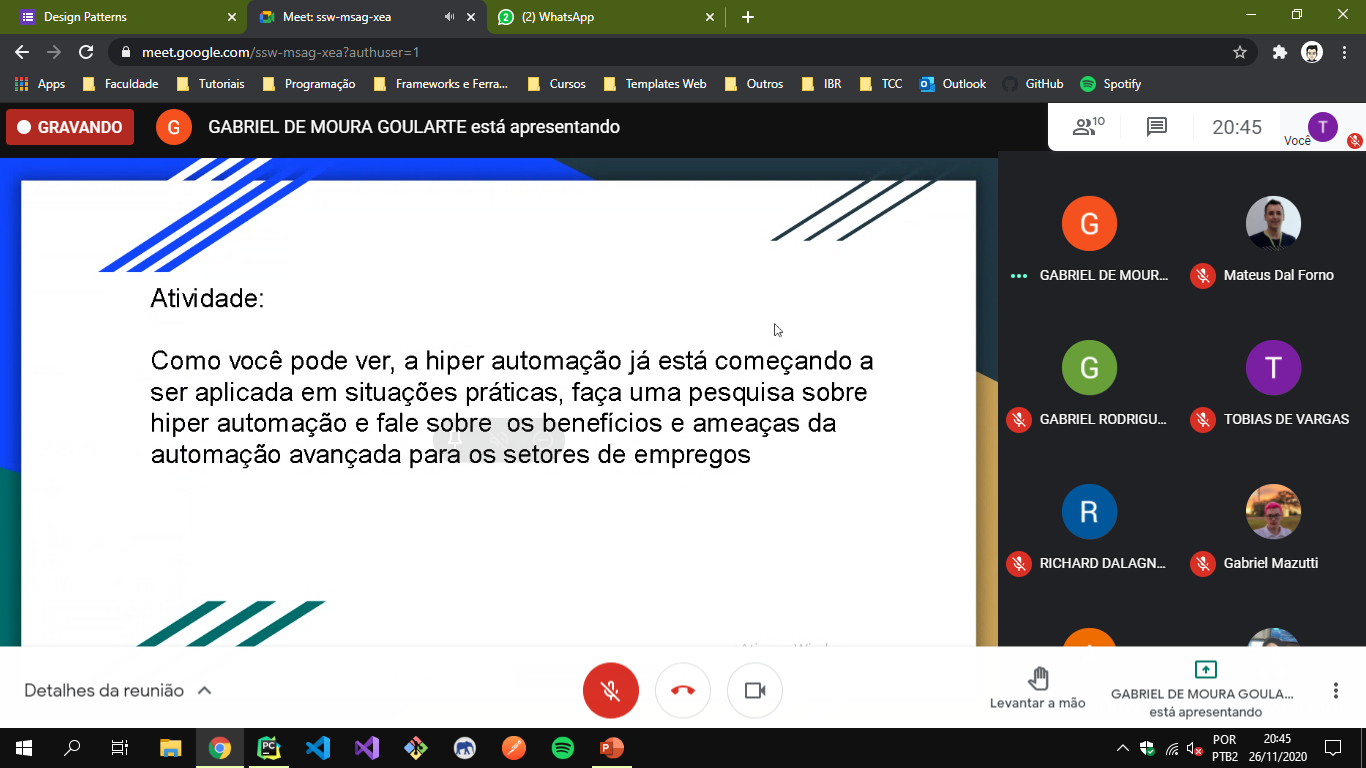 Design Patterns
Meet: ssw-msag-xea
2 (2) WhatsApp
meet.google.com/ssw-msag-xea?authuser=1
Apps Faculdade Tutoriais Programação Frameworks e Ferra... Cursos Templates Web Outros IBR TCC Outlook GitHub Spotify
GRAVANDO G GABRIEL DE MOURA GOULARTE está apresentando 10 20:45 Você T
Atividade:
Como você pode ver, a hiper automação já está começando a
ser aplicada em situações práticas, faça uma pesquisa sobre
hiper automação e fale sobre os benefícios e ameaças da
automação avançada para os setores de empregos
G
GABRIEL DE MOUR... Mateus Dal Forno
G T
GABRIEL RODRIGU... TOBIAS DE VARGAS
R
RICHARD DALAGN... Gabriel Mazutti
Detalhes da reunião
Levantar a mão
GABRIEL DE MOURA GOULA...
está apresentando
PC P
POR 20:45
PTB2 26/11/2020